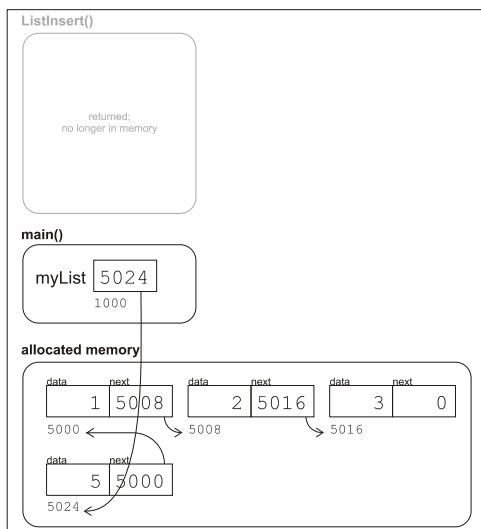 ListInsert()
returned;
no longer in memory
main()
myList 5024
1000
allocated memory
data next data next data next
1 5008 2 5016 3 0
5000 5008 5016
data next
5 5000
5024